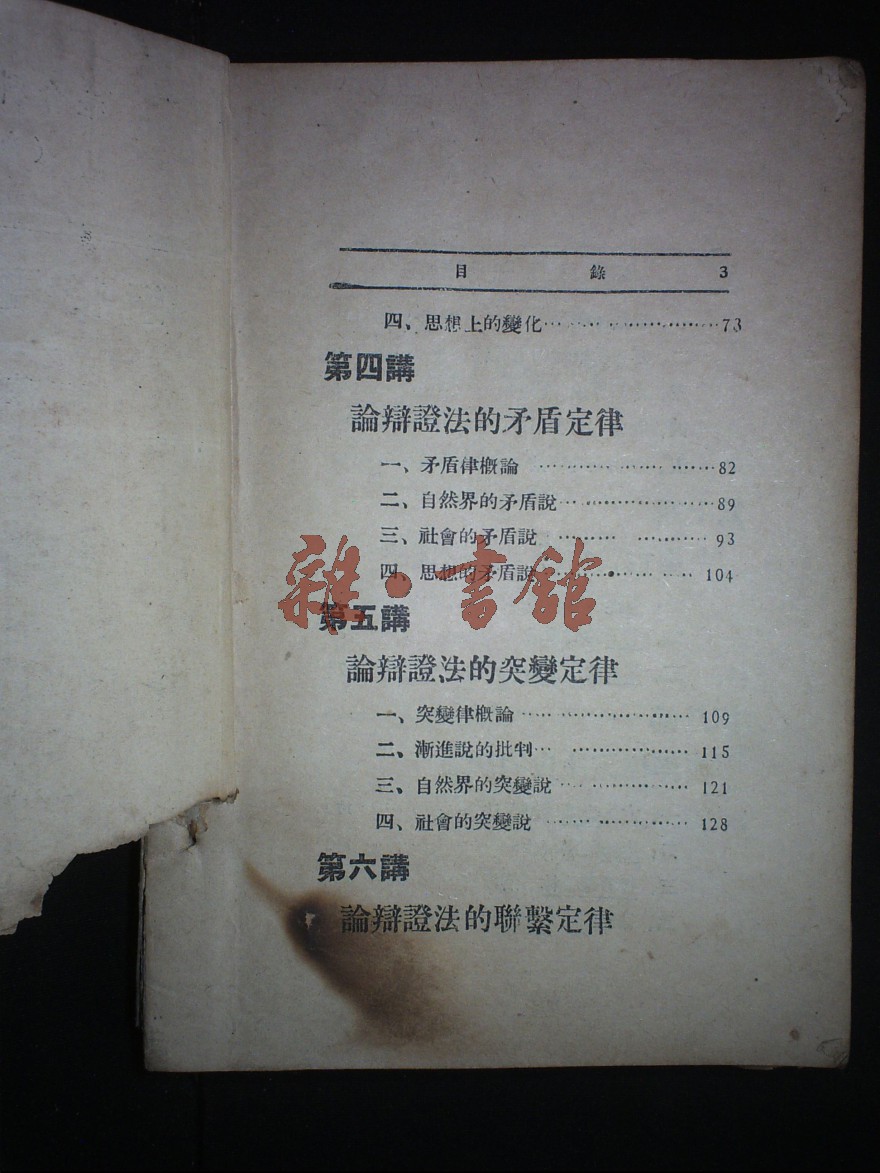 目　錄　3
四、思想上的變化……………………73
第四講
論辯證法的矛盾定律
一、矛盾律概論……………………82
二、自然界的矛盾說……………………89
三、社會的矛盾說……………………93
四、思想的矛盾說……………………104
雜·書館
第五講
論辯證法的突變定律
一、突變律概論……………………109
二、漸進說的批判……………………115
三、自然界的突變說……………………121
四、社會的突變說……………………128
第六講
論辯證法的聯繫定律